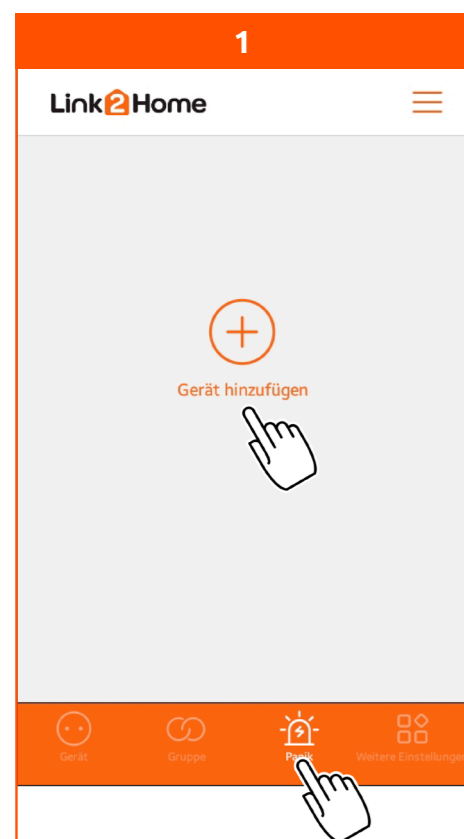 1
Link2Home
Gerät hinzufügen
Gerät
Gruppe
Panik
Weitere Einstellungen